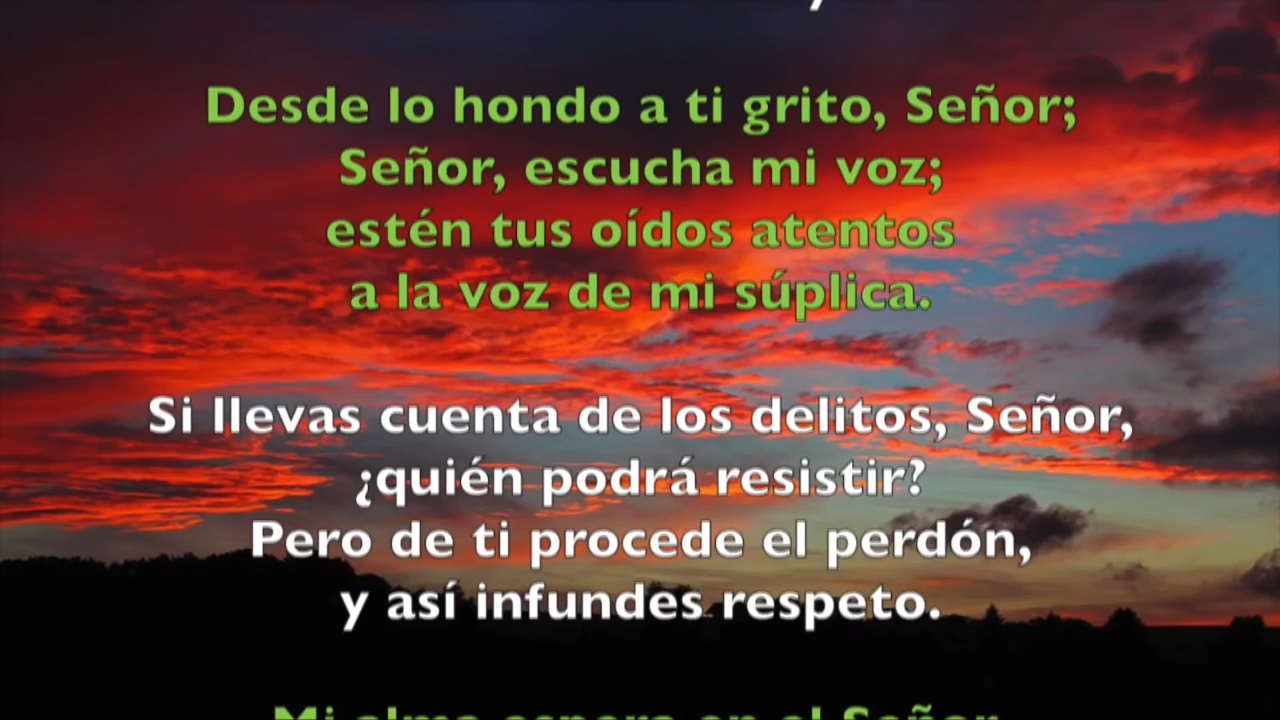 Desde lo hondo a ti grito, Señor;
Señor, escucha mi voz;
estén tus oídos atentos
a la voz de mi súplica.
Si llevas cuenta de los delitos, Señor,
¿quién podrá resistir?
Pero de ti procede el perdón,
y así infundes respeto.
Mi alma espera en el Señor